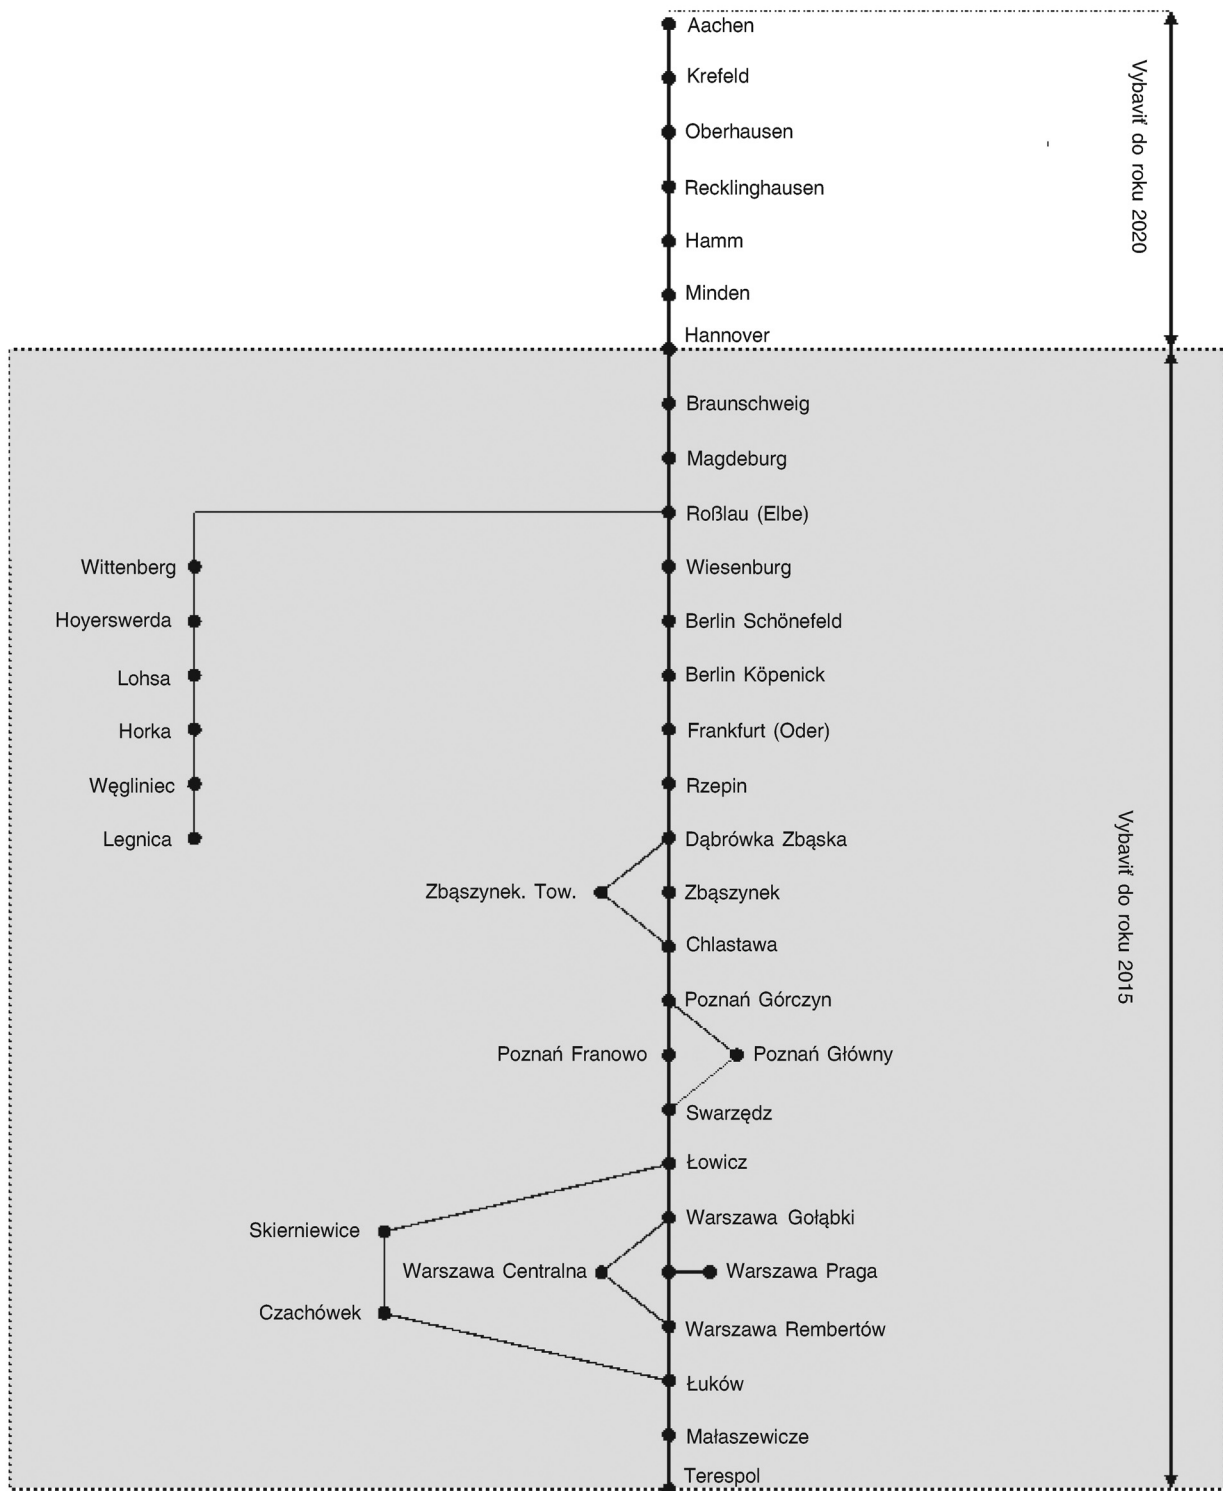 Aachen
Krefeld
Oberhausen
Recklinghausen
Hamm
Minden
Hannover
Vybaviť do roku 2020
Braunschweig
Magdeburg
Roßlau (Elbe)
Wittenberg
Wiesenburg
Hoyerswerda
Berlin Schönefeld
Lohsa
Berlin Köpenick
Horka
Frankfurt (Oder)
Węgliniec
Rzepin
Legnica
Dąbrówka Zbąska
Zbąszynek. Tow.
Zbąszynek
Chlastawa
Vybaviť do roku 2015
Poznań Górczyn
Poznań Franowo
Poznań Główny
Swarzędz
Łowicz
Skierniewice
Warszawa Gołąbki
Warszawa Centralna
Warszawa Praga
Czachówek
Warszawa Rembertów
Łuków
Małaszewicze
Terespol